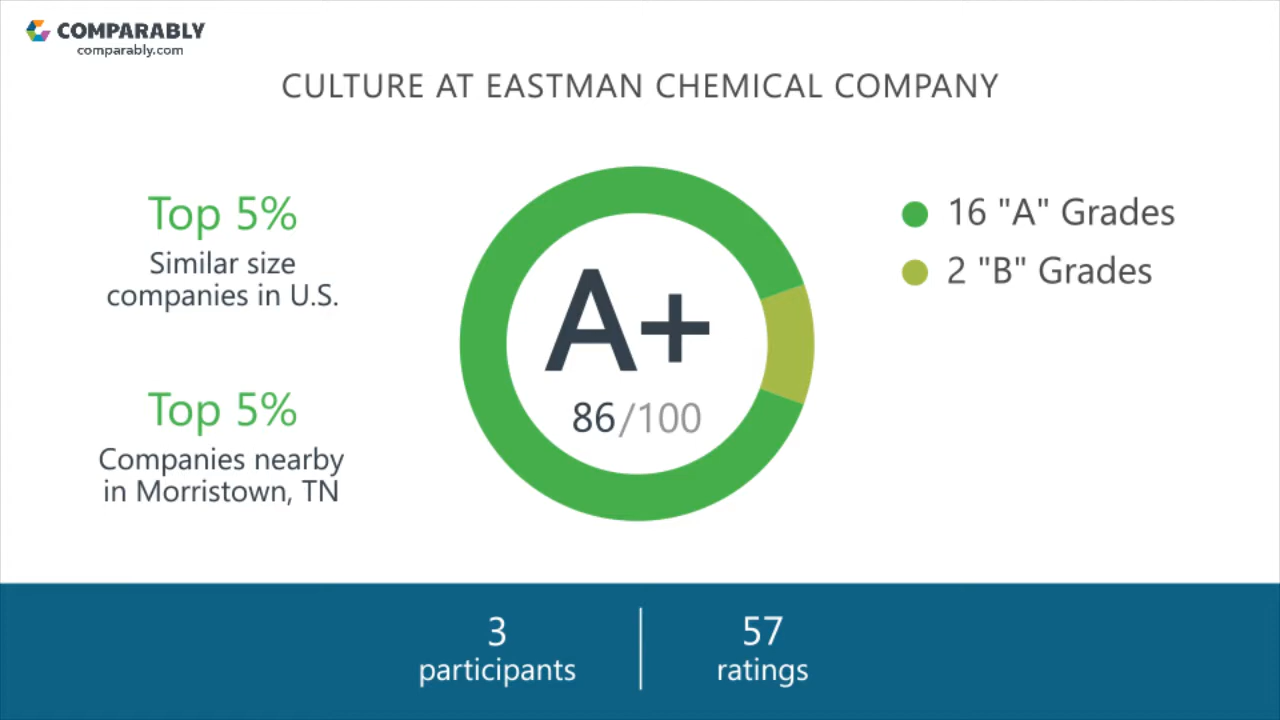 COMPARABLY
comparably.com
CULTURE AT EASTMAN CHEMICAL COMPANY
Top 5%
Similar size
companies in U.S.
Top 5%
Companies nearby
in Morristown, TN
A+
86/100
16 "A" Grades
2 "B" Grades
3
participants
57
ratings